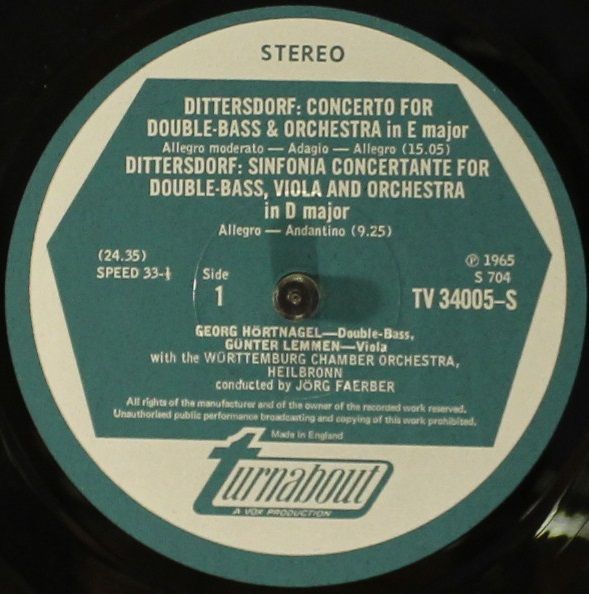 STEREO
DITTERSDORF: CONCERTO FOR
DOUBLE-BASS & ORCHESTRA in E major
Allegro moderato — Adagio — Allegro (15.05)
DITTERSDORF: SINFONIA CONCERTANTE FOR
DOUBLE-BASS, VIOLA AND ORCHESTRA
in D major
Allegro — Andantino (9.25)
(24.35)
SPEED 33-⅓
Side
1
℗ 1965
S 704
TV 34005-S
GEORG HÖRTNAGEL—Double-Bass,
GÜNTER LEMMEN—Viola
with the WÜRTTEMBURG CHAMBER ORCHESTRA,
HEILBRONN
conducted by JÖRG FAERBER
All rights of the manufacturer and of the owner of the recorded work reserved.
Unauthorised public performance broadcasting and copying of this work prohibited.
Made in England
turnabout
A VOX PRODUCTION